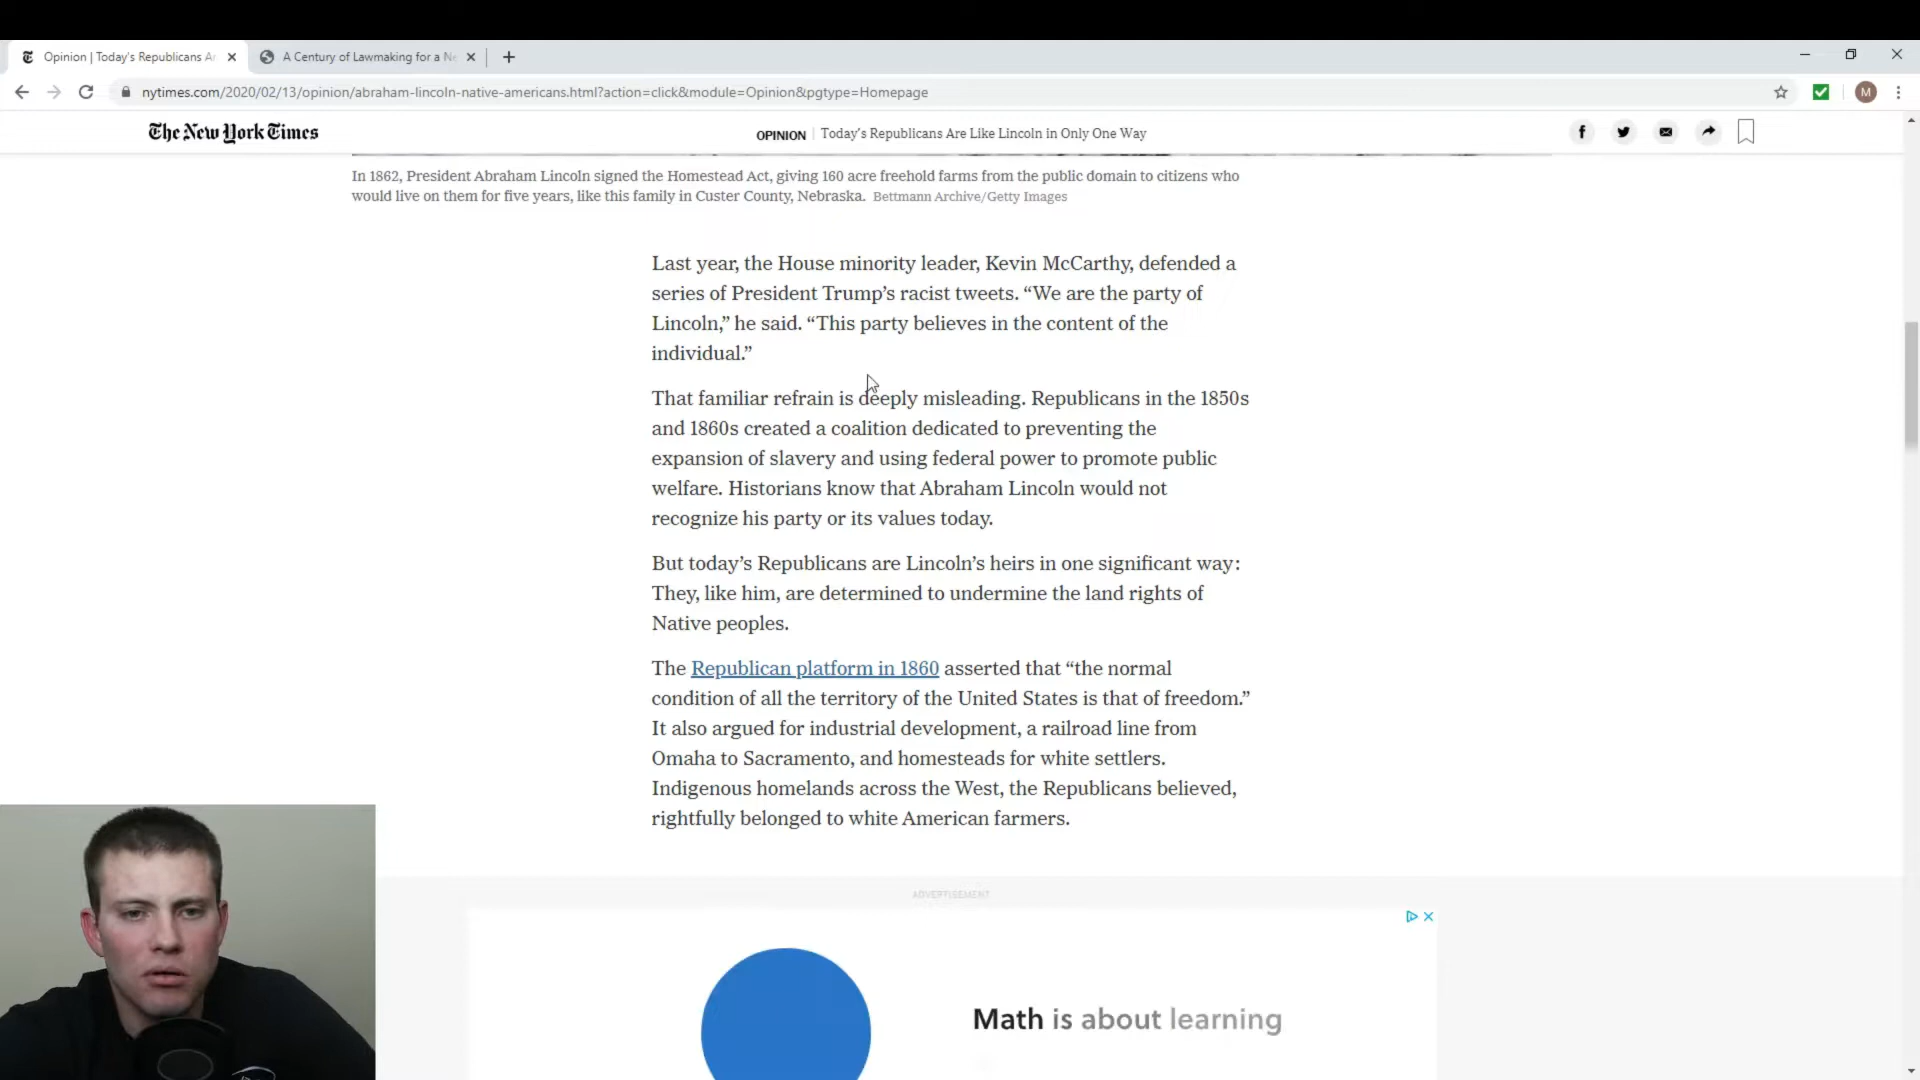 Opinion | Today's Republicans Ar
A Century of Lawmaking for a Ne
nytimes.com/2020/02/13/opinion/abraham-lincoln-native-americans.html?action=click&module=Opinion&pgtype=Homepage
M
The New York Times
OPINION | Today's Republicans Are Like Lincoln in Only One Way
In 1862, President Abraham Lincoln signed the Homestead Act, giving 160 acre freehold farms from the public domain to citizens who
would live on them for five years, like this family in Custer County, Nebraska. Bettmann Archive/Getty Images
Last year, the House minority leader, Kevin McCarthy, defended a
series of President Trump’s racist tweets. “We are the party of
Lincoln,” he said. “This party believes in the content of the
individual.”
That familiar refrain is deeply misleading. Republicans in the 1850s
and 1860s created a coalition dedicated to preventing the
expansion of slavery and using federal power to promote public
welfare. Historians know that Abraham Lincoln would not
recognize his party or its values today.
But today’s Republicans are Lincoln’s heirs in one significant way:
They, like him, are determined to undermine the land rights of
Native peoples.
The Republican platform in 1860 asserted that “the normal
condition of all the territory of the United States is that of freedom.”
It also argued for industrial development, a railroad line from
Omaha to Sacramento, and homesteads for white settlers.
Indigenous homelands across the West, the Republicans believed,
rightfully belonged to white American farmers.
ADVERTISEMENT
Math is about learning